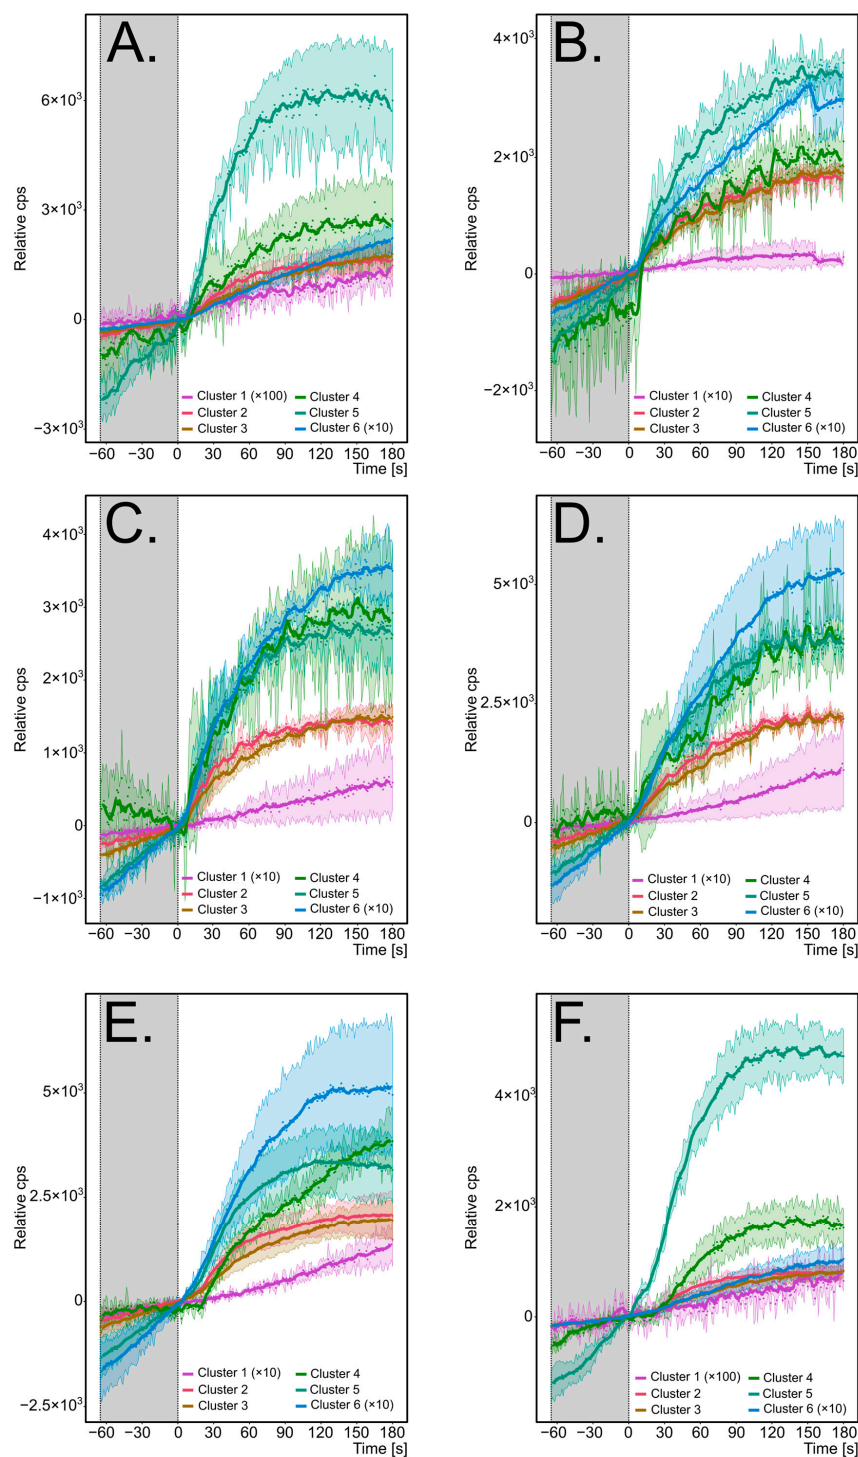 A.
6×10³
3×10³
0
−3×10³
Relative cps
Cluster 1 (×100) Cluster 4
Cluster 2 Cluster 5
Cluster 3 Cluster 6 (×10)
−60 −30 0 30 60 90 120 150 180
Time [s]
B.
4×10³
2×10³
0
−2×10³
Relative cps
Cluster 1 (×10) Cluster 4
Cluster 2 Cluster 5
Cluster 3 Cluster 6 (×10)
−60 −30 0 30 60 90 120 150 180
Time [s]
C.
4×10³
3×10³
2×10³
1×10³
0
−1×10³
Relative cps
Cluster 1 (×10) Cluster 4
Cluster 2 Cluster 5
Cluster 3 Cluster 6 (×10)
−60 −30 0 30 60 90 120 150 180
Time [s]
D.
5×10³
2.5×10³
0
Relative cps
Cluster 1 (×10) Cluster 4
Cluster 2 Cluster 5
Cluster 3 Cluster 6 (×10)
−60 −30 0 30 60 90 120 150 180
Time [s]
E.
5×10³
2.5×10³
0
−2.5×10³
Relative cps
Cluster 1 (×10) Cluster 4
Cluster 2 Cluster 5
Cluster 3 Cluster 6 (×10)
−60 −30 0 30 60 90 120 150 180
Time [s]
F.
4×10³
2×10³
0
Relative cps
Cluster 1 (×100) Cluster 4
Cluster 2 Cluster 5
Cluster 3 Cluster 6 (×10)
−60 −30 0 30 60 90 120 150 180
Time [s]